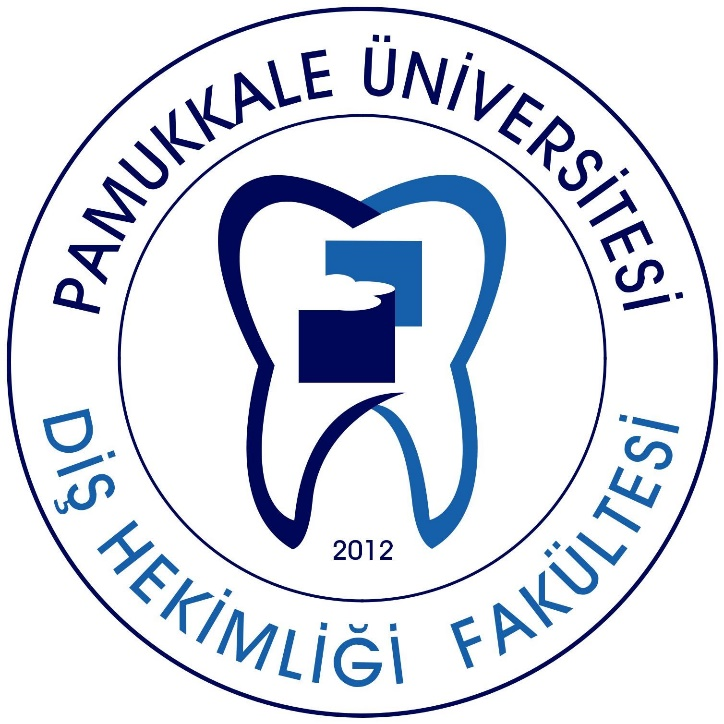 PAMUKKALE ÜNİVERSİTESİ
2012
DİŞ HEKİMLİĞİ FAKÜLTESİ